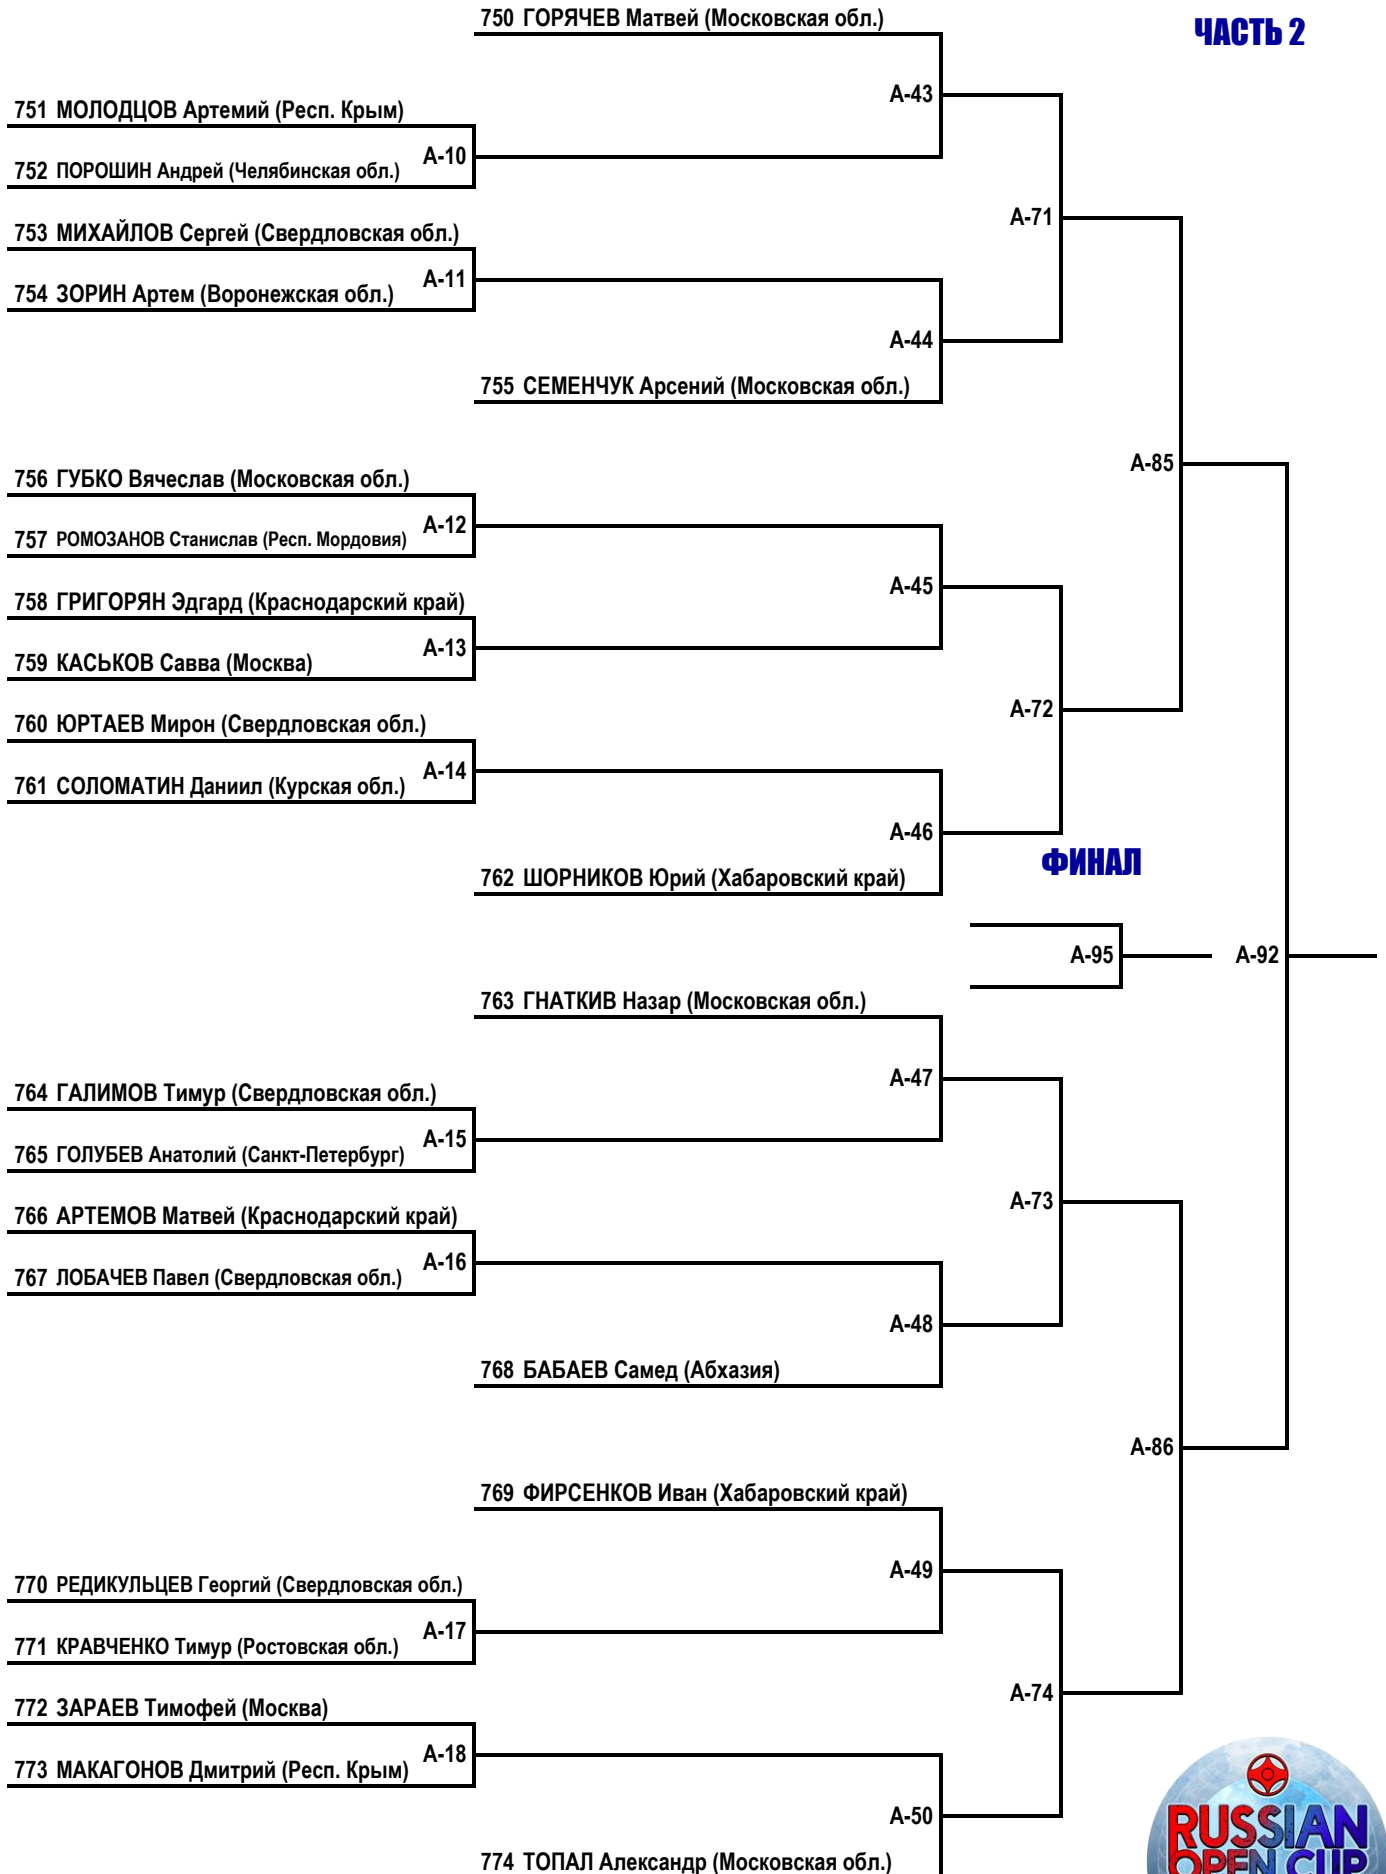 750 ГОРЯЧЕВ Матвей (Московская обл.)
ЧАСТЬ 2
А-43
751 МОЛОДЦОВ Артемий (Респ. Крым)
А-10
752 ПОРОШИН Андрей (Челябинская обл.)
А-71
753 МИХАЙЛОВ Сергей (Свердловская обл.)
А-11
754 ЗОРИН Артем (Воронежская обл.)
А-44
755 СЕМЕНЧУК Арсений (Московская обл.)
А-85
756 ГУБКО Вячеслав (Московская обл.)
А-12
757 РОМОЗАНОВ Станислав (Респ. Мордовия)
А-45
758 ГРИГОРЯН Эдгард (Краснодарский край)
А-13
759 КАСЬКОВ Савва (Москва)
А-72
760 ЮРТАЕВ Мирон (Свердловская обл.)
А-14
761 СОЛОМАТИН Даниил (Курская обл.)
А-46
ФИНАЛ
762 ШОРНИКОВ Юрий (Хабаровский край)
А-95
А-92
763 ГНАТКИВ Назар (Московская обл.)
А-47
764 ГАЛИМОВ Тимур (Свердловская обл.)
А-15
765 ГОЛУБЕВ Анатолий (Санкт-Петербург)
А-73
766 АРТЕМОВ Матвей (Краснодарский край)
А-16
767 ЛОБАЧЕВ Павел (Свердловская обл.)
А-48
768 БАБАЕВ Самед (Абхазия)
А-86
769 ФИРСЕНКОВ Иван (Хабаровский край)
А-49
770 РЕДИКУЛЬЦЕВ Георгий (Свердловская обл.)
А-17
771 КРАВЧЕНКО Тимур (Ростовская обл.)
А-74
772 ЗАРАЕВ Тимофей (Москва)
А-18
773 МАКАГОНОВ Дмитрий (Респ. Крым)
А-50
774 ТОПАЛ Александр (Московская обл.)
RUSSIAN
OPEN CUP